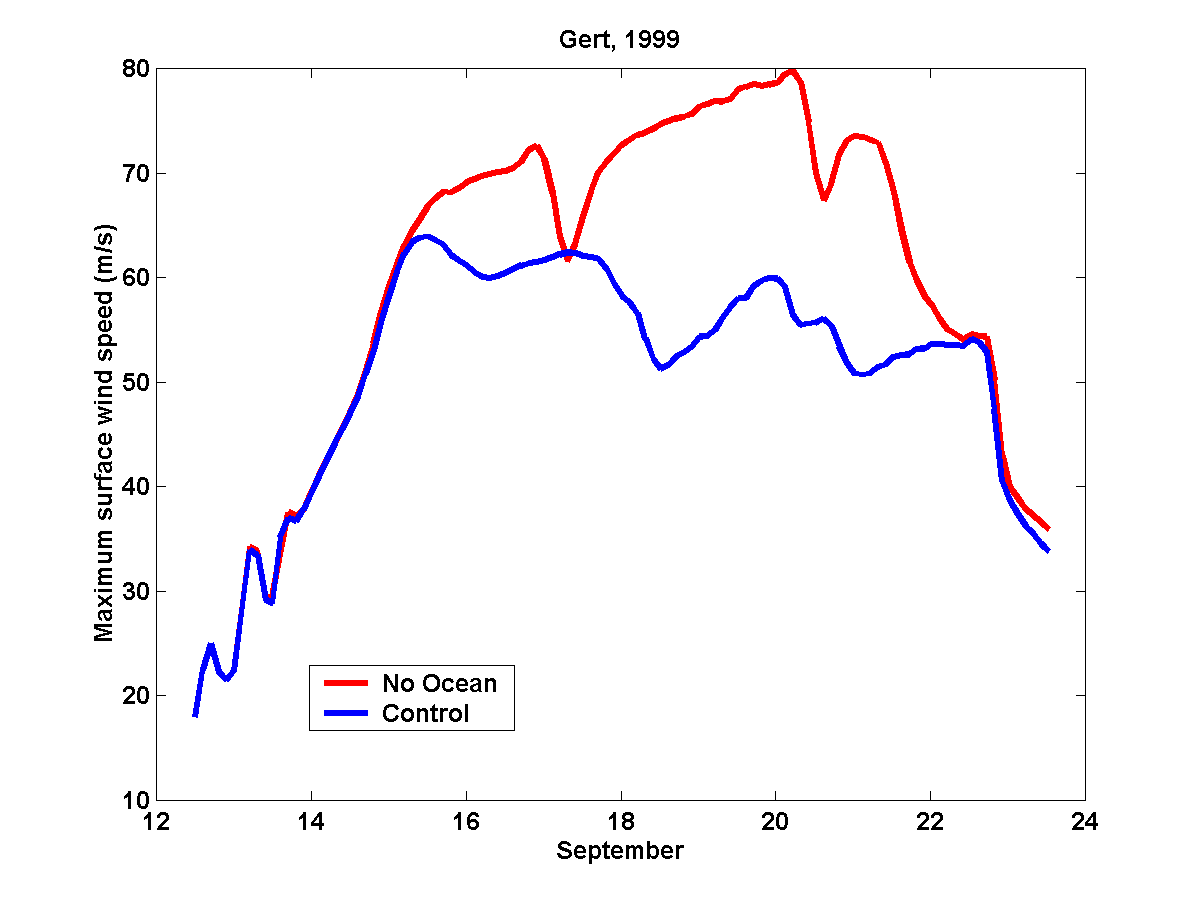 Gert, 1999
80
70
60
50
40
30
20
10
Maximum surface wind speed (m/s)
No Ocean
Control
12 14 16 18 20 22 24
September